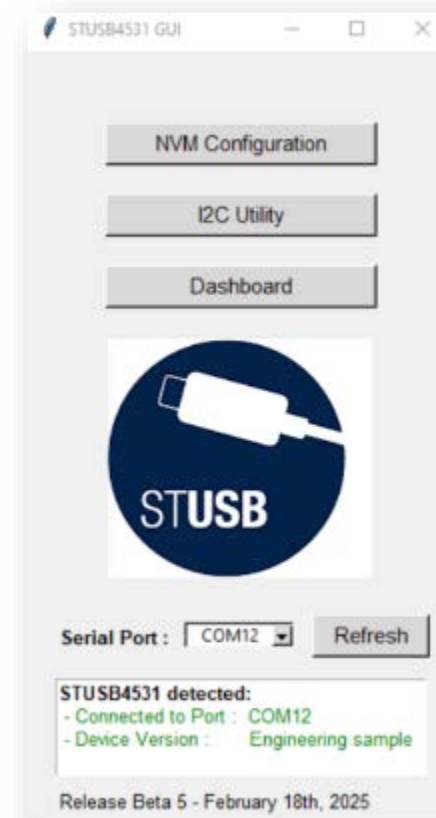 STUSB4531 GUI
NVM Configuration
I2C Utility
Dashboard
STUSB
Serial Port : COM12 Refresh
STUSB4531 detected:
- Connected to Port : COM12
- Device Version : Engineering sample
Release Beta 5 - February 18th, 2025